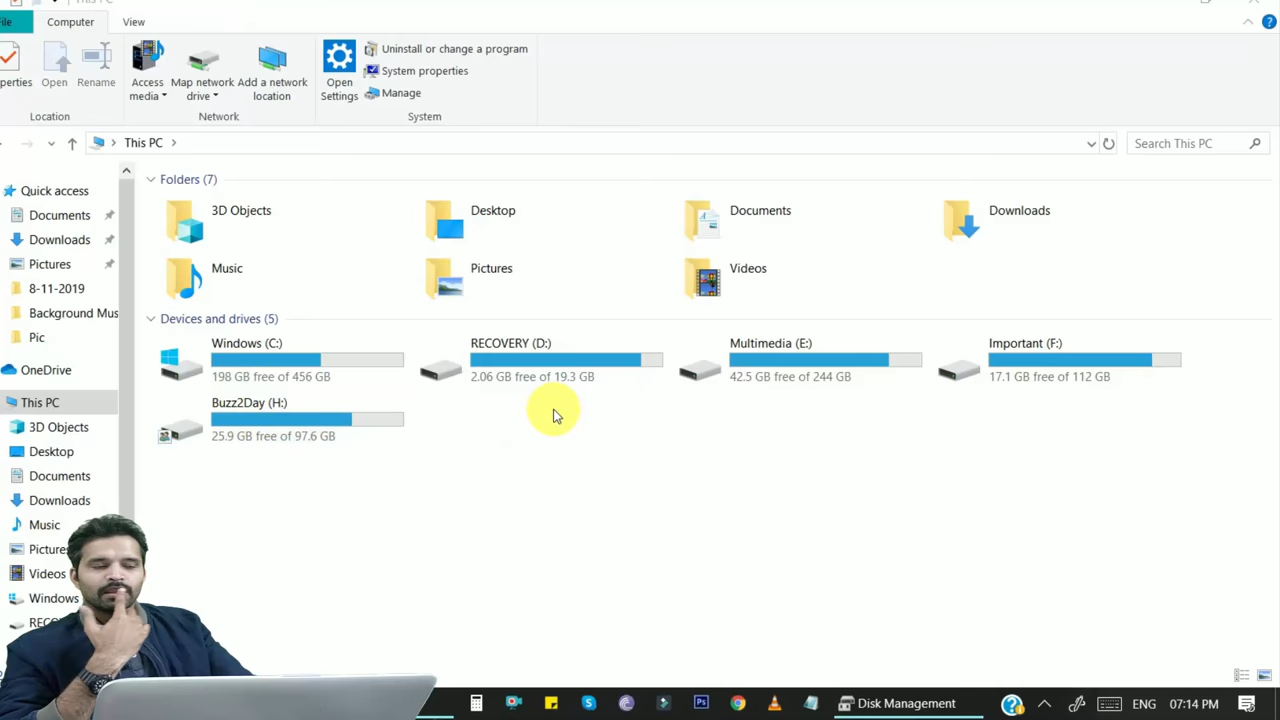 This PC
File
Computer
View
perties
Open
Rename
Access media
Map network drive
Add a network location
Open Settings
Uninstall or change a program
System properties
Manage
Location
Network
System
This PC
Search This PC
Quick access
Documents
Downloads
Pictures
8-11-2019
Background Mus
Pic
OneDrive
This PC
3D Objects
Desktop
Documents
Downloads
Music
Pictures
Videos
Windows
RECO
Folders (7)
3D Objects
Desktop
Documents
Downloads
Music
Pictures
Videos
Devices and drives (5)
Windows (C:)
198 GB free of 456 GB
RECOVERY (D:)
2.06 GB free of 19.3 GB
Multimedia (E:)
42.5 GB free of 244 GB
Important (F:)
17.1 GB free of 112 GB
Buzz2Day (H:)
25.9 GB free of 97.6 GB
Disk Management
ENG
07:14 PM